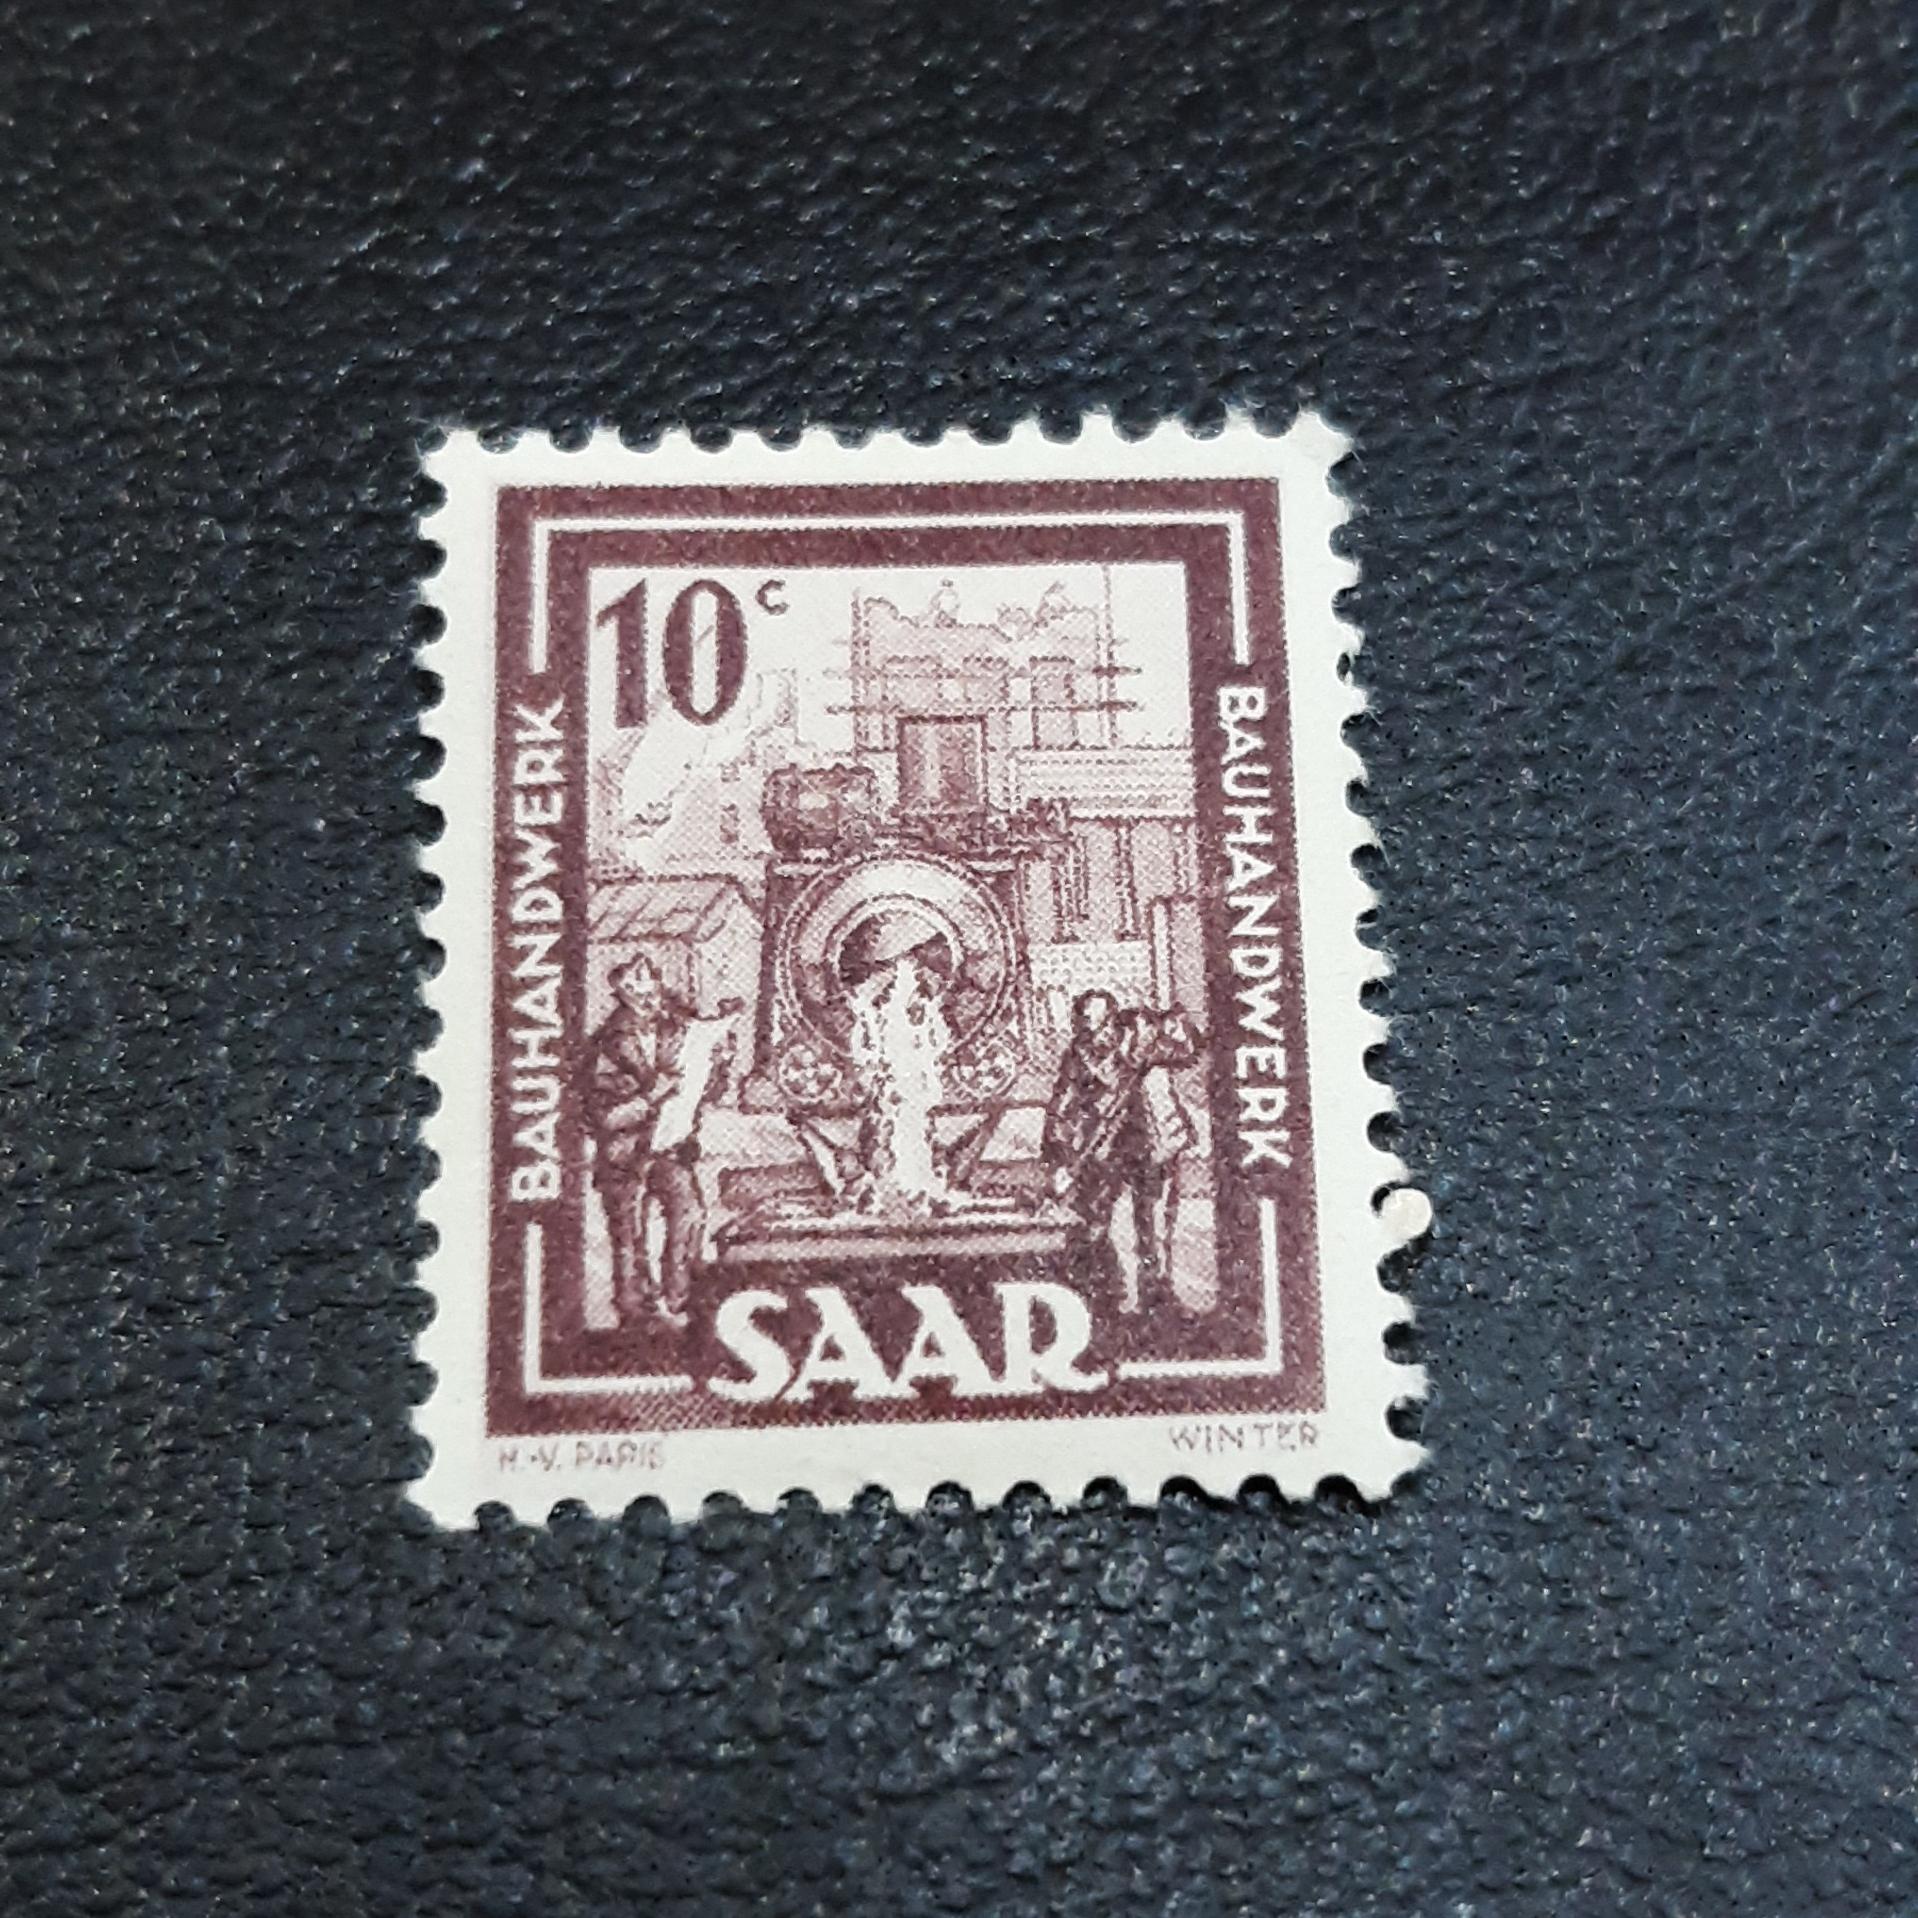 10c
BAUHANDWERK
BAUHANDWERK
SAAR
H.-V. PARIS
WINTER